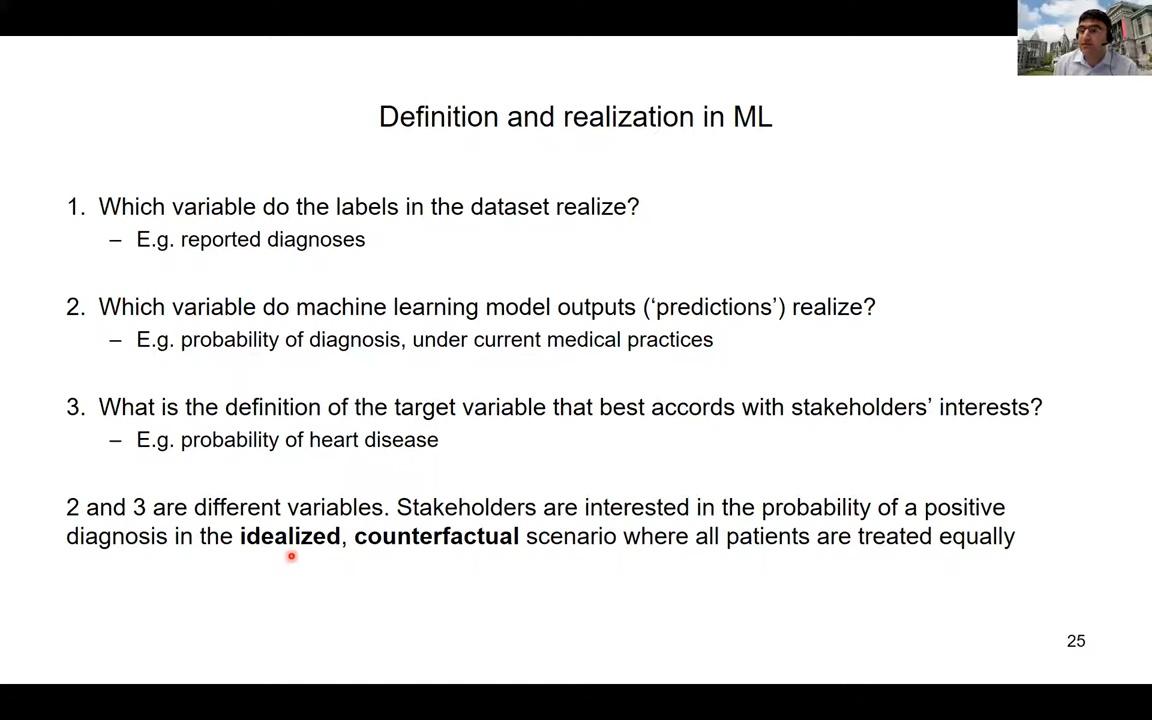 Definition and realization in ML
1. Which variable do the labels in the dataset realize?
– E.g. reported diagnoses
2. Which variable do machine learning model outputs (‘predictions’) realize?
– E.g. probability of diagnosis, under current medical practices
3. What is the definition of the target variable that best accords with stakeholders’ interests?
– E.g. probability of heart disease
2 and 3 are different variables. Stakeholders are interested in the probability of a positive
diagnosis in the idealized, counterfactual scenario where all patients are treated equally
25